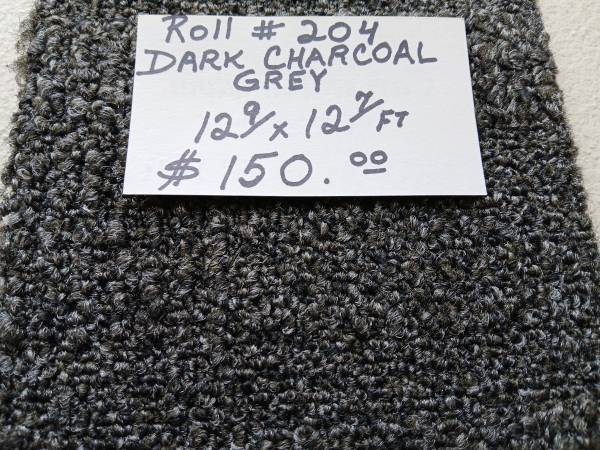 Roll # 204
DARK CHARCOAL
GREY
12 9/ x 12 7/ FT
$ 150.00